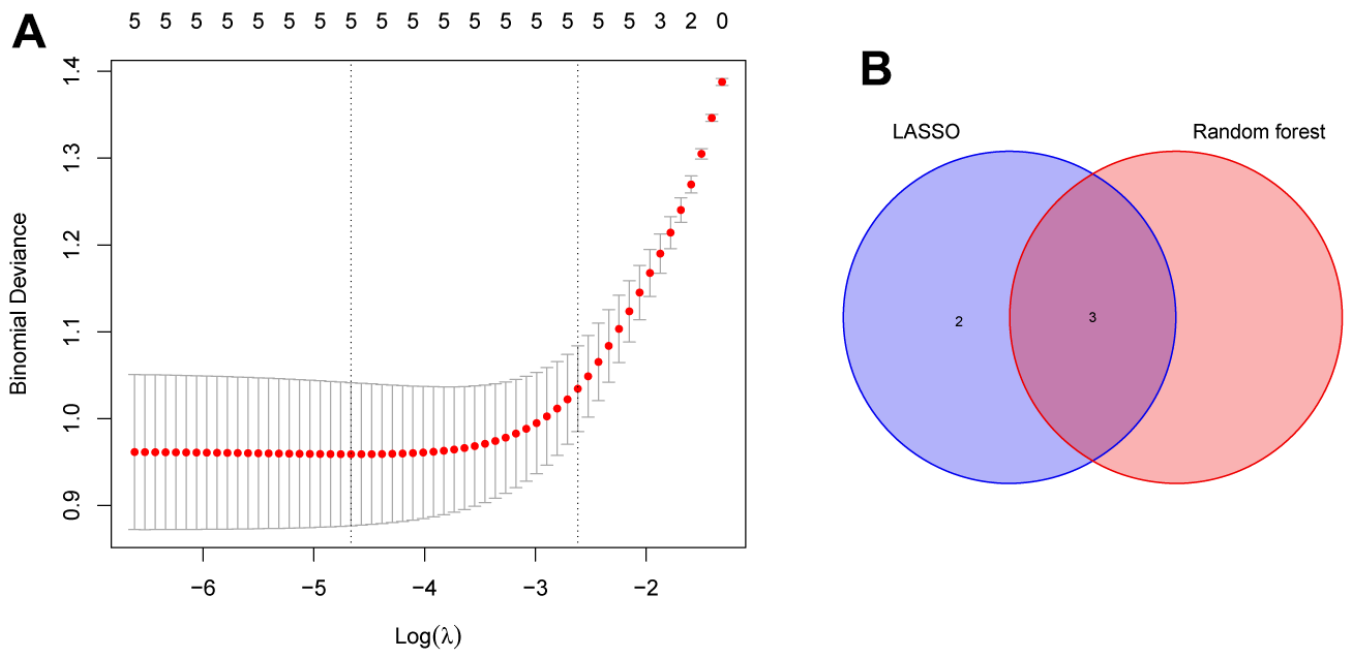 A
5 5 5 5 5 5 5 5 5 5 5 5 5 5 5 5 5 3 2 0
1.4
1.3
1.2
1.1
1.0
0.9
Binomial Deviance
−6 −5 −4 −3 −2
Log(λ)
B
LASSO Random forest
2 3